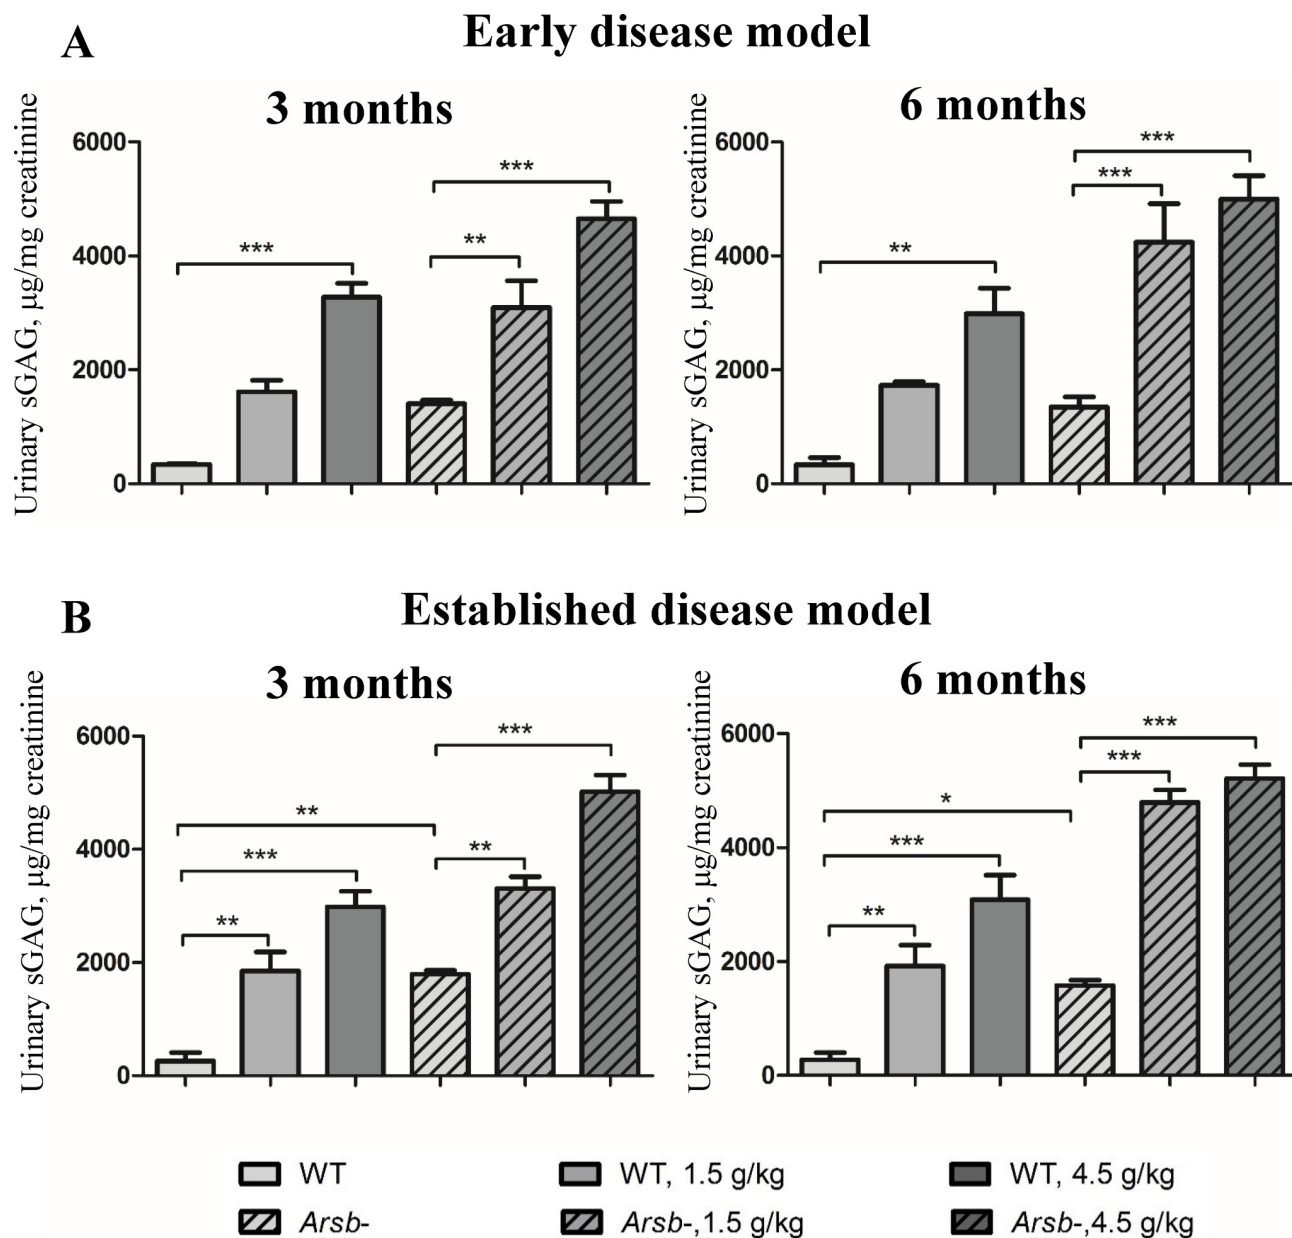 A
Early disease model
3 months
6 months
Urinary sGAG, µg/mg creatinine
6000
4000
2000
0
***
**
***
Urinary sGAG, µg/mg creatinine
6000
4000
2000
0
**
***
***
B
Established disease model
3 months
6 months
Urinary sGAG, µg/mg creatinine
6000
4000
2000
0
**
***
**
**
***
Urinary sGAG, µg/mg creatinine
6000
4000
2000
0
**
***
*
***
***
WT
WT, 1.5 g/kg
WT, 4.5 g/kg
Arsb-
Arsb-,1.5 g/kg
Arsb-,4.5 g/kg